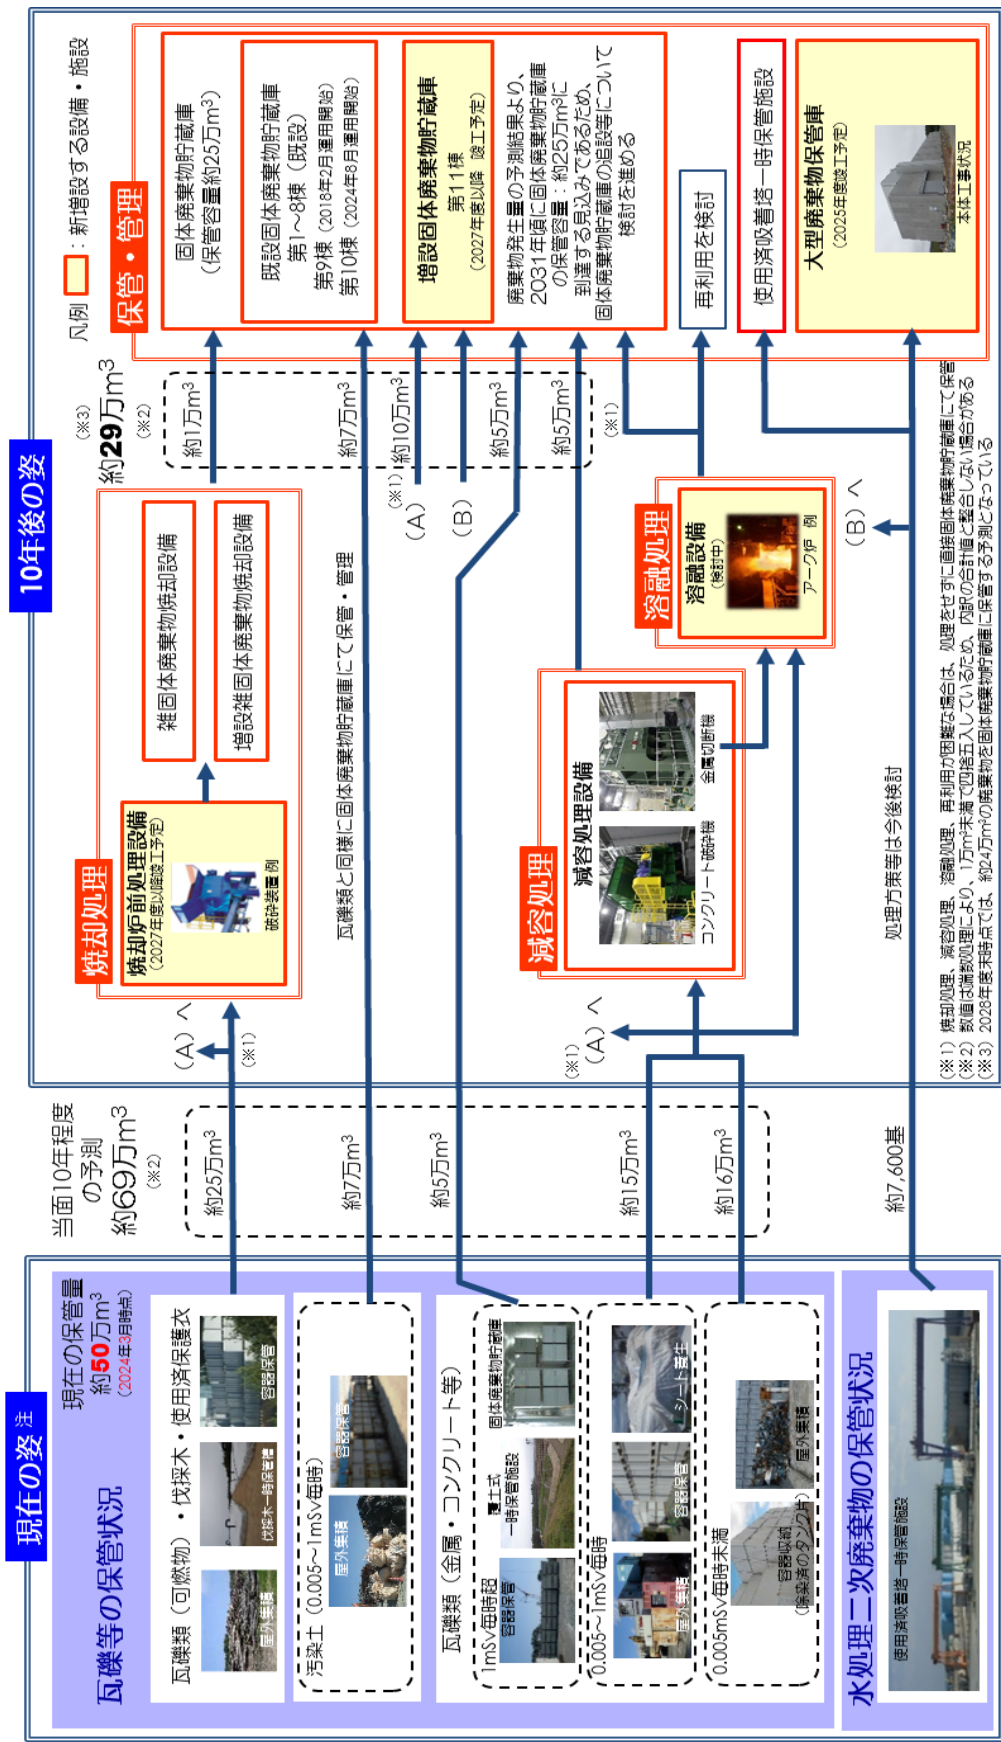 現在の姿 注
瓦礫等の保管状況
現在の保管量
約50万m³
(2024年3月時点)
瓦礫類(可燃物)・伐採木・使用済保護衣
屋外集積
伐採木一時保管槽
容器保管
汚染土(0.005~1mSv毎時)
屋外集積
容器保管
瓦礫類(金属・コンクリート等)
1mSv毎時超
容器保管
覆土式
一時保管施設
固体廃棄物貯蔵庫
0.005~1mSv毎時
屋外集積
容器保管
シート養生
0.005mSv毎時未満
容器収納
(除染済のタンク片)
屋外集積
水処理二次廃棄物の保管状況
使用済吸着塔一時保管施設
当面10年程度
の予測
約69万m³
(※2)
約25万m³
約7万m³
約5万m³
約15万m³
約16万m³
約7,600基
10年後の姿
(A)へ
(※1)
焼却処理
焼却炉前処理設備
(2027年度以降竣工予定)
破砕装置 例
雑固体廃棄物焼却設備
増設雑固体廃棄物焼却設備
瓦礫類と同様に固体廃棄物貯蔵庫にて保管・管理
(※1)
(A)へ
減容処理
減容処理設備
コンクリート破砕機
金属切断機
溶融処理
溶融設備
(検討中)
アーク炉 例
処理方策等は今後検討
(B)へ
(※3)
約29万m³
(※2)
約1万m³
約7万m³
(※1)
(A)
約10万m³
(B)
約5万m³
約5万m³
(※1)
凡例
:新増設する設備・施設
保管・管理
固体廃棄物貯蔵庫
(保管容量約25万m³)
既設固体廃棄物貯蔵庫
第1~8棟(既設)
第9棟(2018年2月運用開始)
第10棟(2024年8月運用開始)
増設固体廃棄物貯蔵庫
第11棟
(2027年度以降 竣工予定)
廃棄物発生量の予測結果より、
2031年頃に固体廃棄物貯蔵庫
の保管容量:約25万m³に
到達する見込みであるため、
固体廃棄物貯蔵庫の追設等について
検討を進める
再利用を検討
使用済吸着塔一時保管施設
大型廃棄物保管庫
(2025年度竣工予定)
本体工事状況
(※1) 焼却処理、減容処理、溶融処理、再利用が困難な場合は、処理をせずに直接固体廃棄物貯蔵庫にて保管
(※2) 数値は端数処理により、1万m³未満で四捨五入しているため、内訳の合計値と整合しない場合がある
(※3) 2028年度末時点では、約24万m³の廃棄物を固体廃棄物貯蔵庫に保管する予測となっている